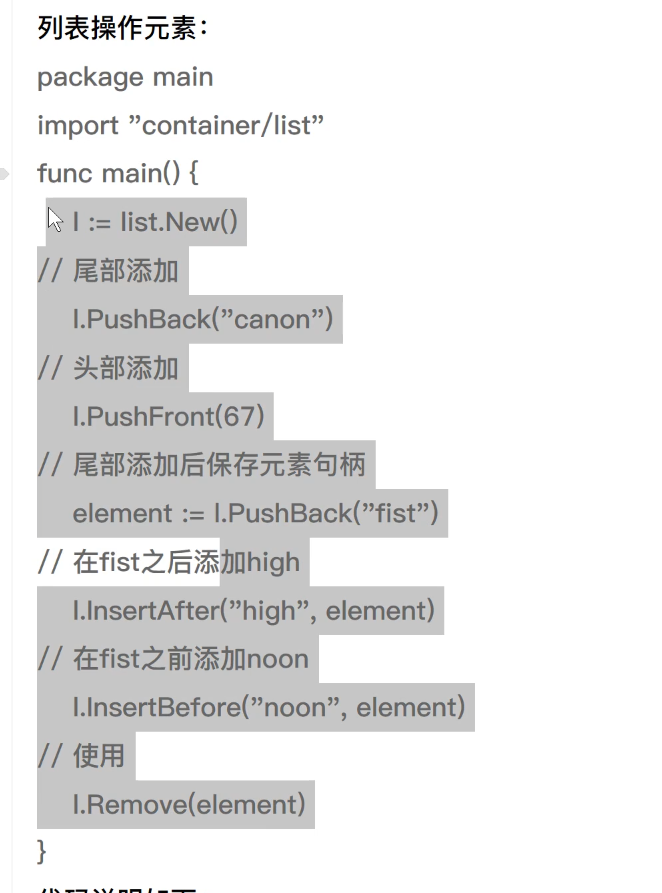 列表操作元素：
package main
import ”container/list”
func main() {
l := list.New()
// 尾部添加
l.PushBack(”canon”)
// 头部添加
l.PushFront(67)
// 尾部添加后保存元素句柄
element := l.PushBack(”fist”)
// 在fist之后添加high
l.InsertAfter(”high”, element)
// 在fist之前添加noon
l.InsertBefore(”noon”, element)
// 使用
l.Remove(element)
}